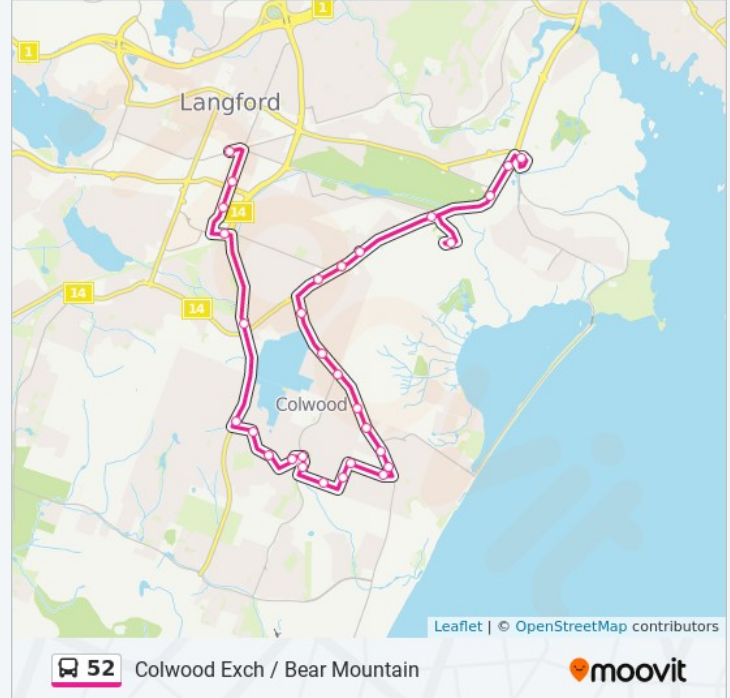 1
1
Langford
14
14
14
Colwood
Leaflet | © OpenStreetMap contributors
52 Colwood Exch / Bear Mountain
moovit